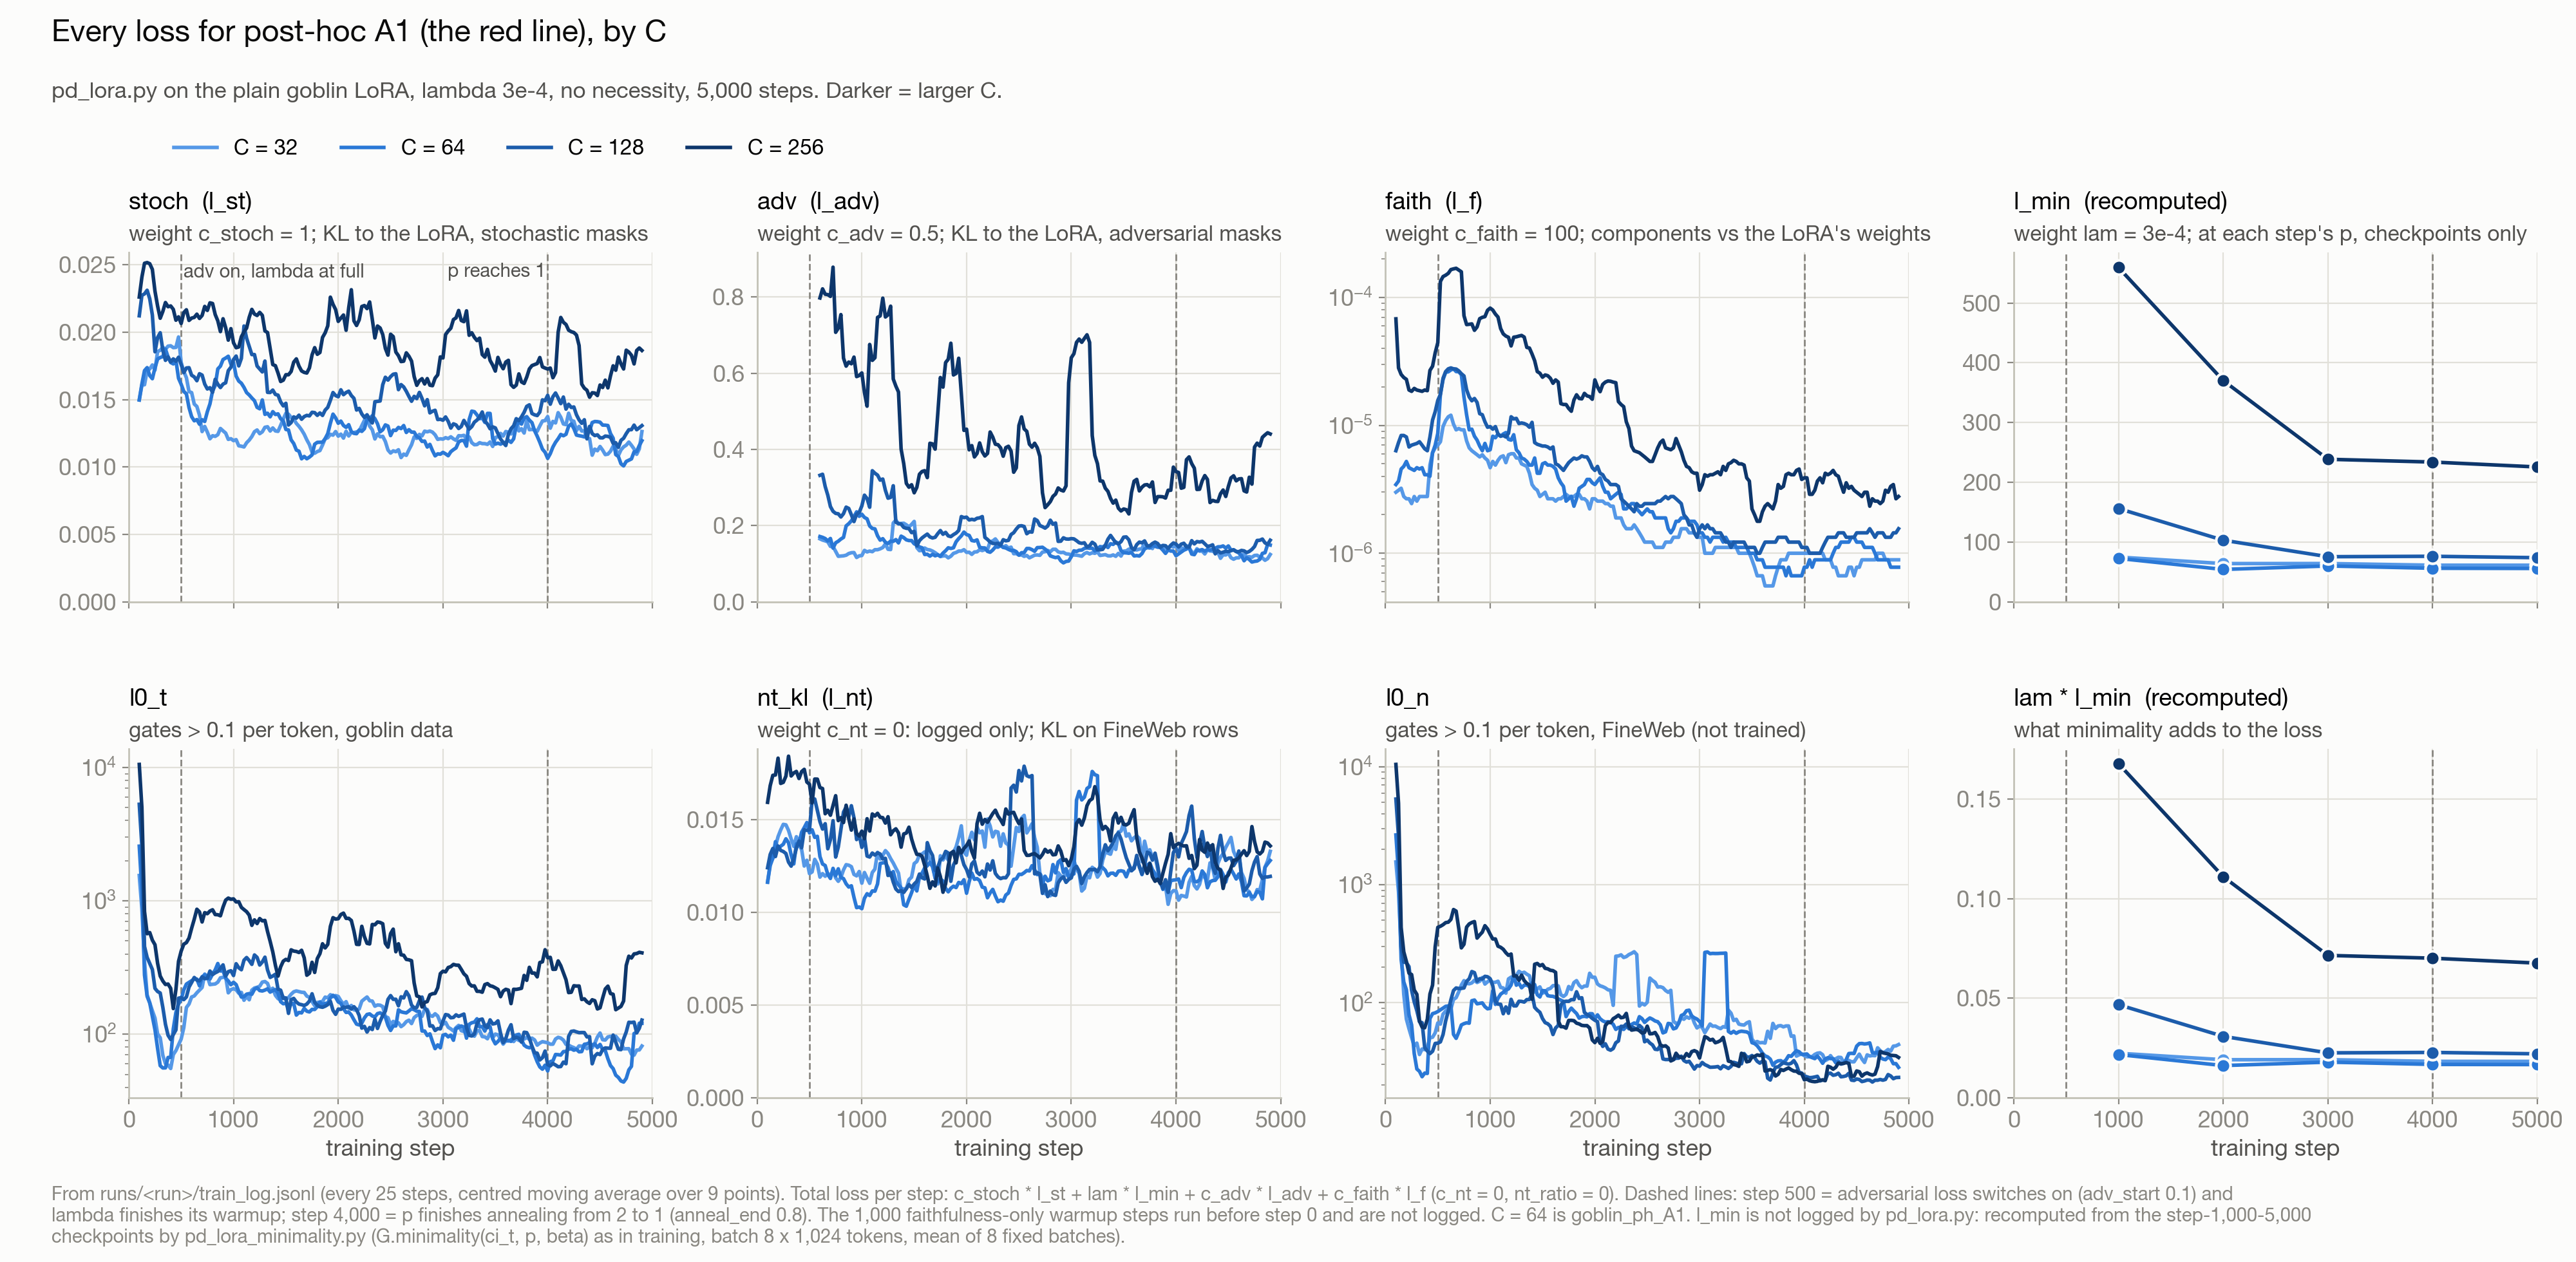 Every loss for post-hoc A1 (the red line), by C
pd_lora.py on the plain goblin LoRA, lambda 3e-4, no necessity, 5,000 steps. Darker = larger C.
C = 32
C = 64
C = 128
C = 256
stoch (l_st)
weight c_stoch = 1; KL to the LoRA, stochastic masks
adv on, lambda at full
p reaches 1
0.025
0.020
0.015
0.010
0.005
0.000
adv (l_adv)
weight c_adv = 0.5; KL to the LoRA, adversarial masks
0.8
0.6
0.4
0.2
0.0
faith (l_f)
weight c_faith = 100; components vs the LoRA's weights
10⁻⁴
10⁻⁵
10⁻⁶
l_min (recomputed)
weight lam = 3e-4; at each step's p, checkpoints only
500
400
300
200
100
0
l0_t
gates > 0.1 per token, goblin data
10⁴
10³
10²
0 1000 2000 3000 4000 5000
training step
nt_kl (l_nt)
weight c_nt = 0: logged only; KL on FineWeb rows
0.015
0.010
0.005
0.000
0 1000 2000 3000 4000 5000
training step
l0_n
gates > 0.1 per token, FineWeb (not trained)
10⁴
10³
10²
0 1000 2000 3000 4000 5000
training step
lam * l_min (recomputed)
what minimality adds to the loss
0.15
0.10
0.05
0.00
0 1000 2000 3000 4000 5000
training step
From runs/<run>/train_log.jsonl (every 25 steps, centred moving average over 9 points). Total loss per step: c_stoch * l_st + lam * l_min + c_adv * l_adv + c_faith * l_f (c_nt = 0, nt_ratio = 0). Dashed lines: step 500 = adversarial loss switches on (adv_start 0.1) and
lambda finishes its warmup; step 4,000 = p finishes annealing from 2 to 1 (anneal_end 0.8). The 1,000 faithfulness-only warmup steps run before step 0 and are not logged. C = 64 is goblin_ph_A1. l_min is not logged by pd_lora.py: recomputed from the step-1,000-5,000
checkpoints by pd_lora_minimality.py (G.minimality(ci_t, p, beta) as in training, batch 8 x 1,024 tokens, mean of 8 fixed batches).